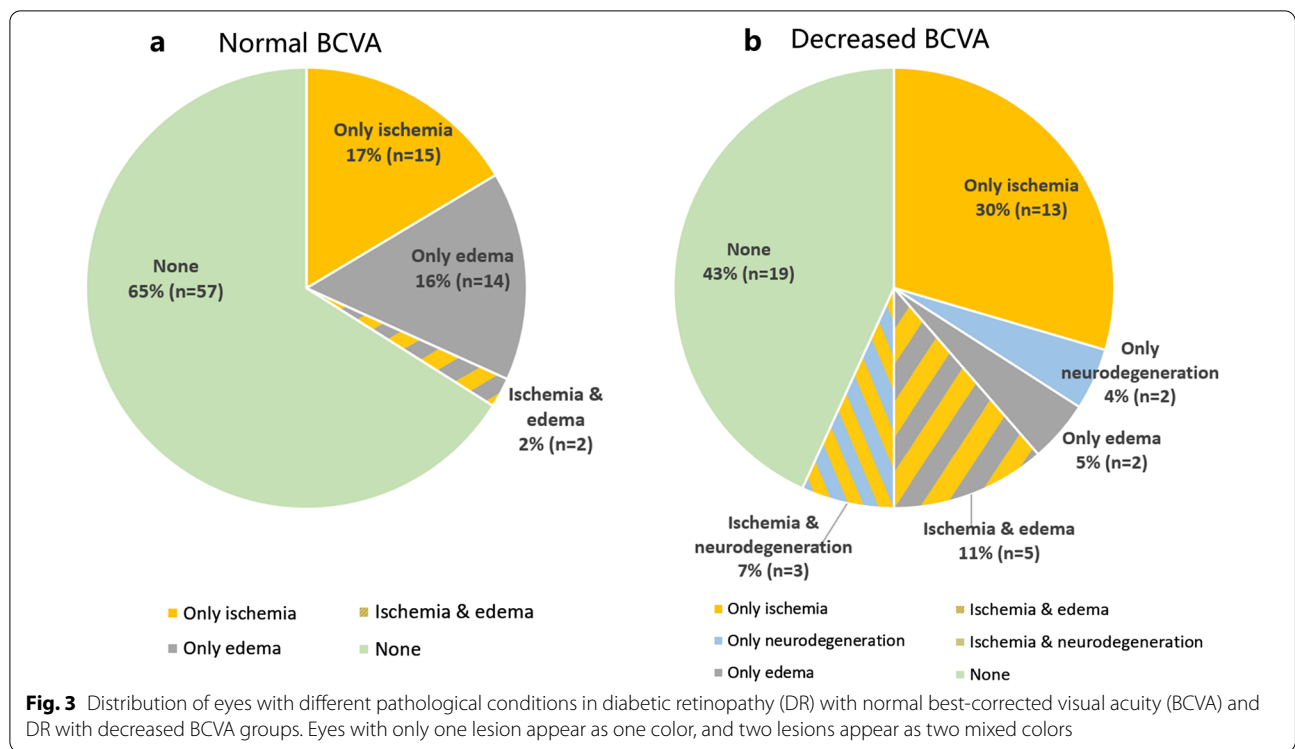 a Normal BCVA
Only ischemia
17% (n=15)
Only edema
16% (n=14)
Ischemia &
edema
2% (n=2)
None
65% (n=57)
Only ischemia
Ischemia & edema
Only edema
None
b Decreased BCVA
Only ischemia
30% (n=13)
Only
neurodegeneration
4% (n=2)
Only edema
5% (n=2)
Ischemia & edema
11% (n=5)
Ischemia &
neurodegeneration
7% (n=3)
None
43% (n=19)
Only ischemia
Ischemia & edema
Only neurodegeneration
Ischemia & neurodegeneration
Only edema
None
Fig. 3 Distribution of eyes with different pathological conditions in diabetic retinopathy (DR) with normal best-corrected visual acuity (BCVA) and
DR with decreased BCVA groups. Eyes with only one lesion appear as one color, and two lesions appear as two mixed colors